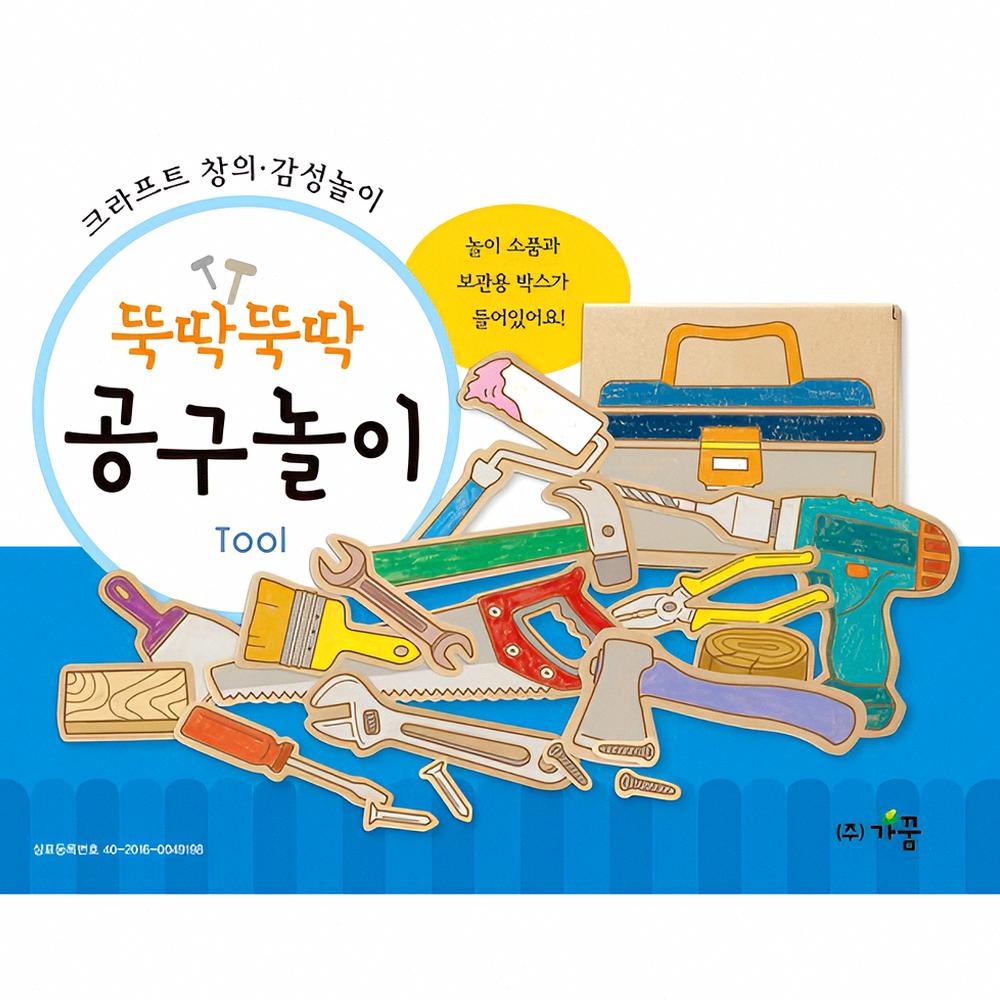 크라프트 창의·감성놀이
뚝딱뚝딱
공구놀이
Tool
놀이 소품과
보관용 박스가
들어있어요!
상표등록번호 40-2016-0049198
(주) 가꿈